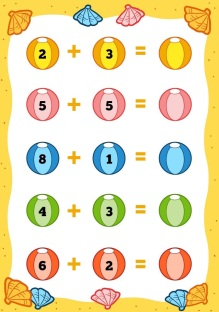 2 + 3 =
5 + 5 =
8 + 1 =
4 + 3 =
6 + 2 =